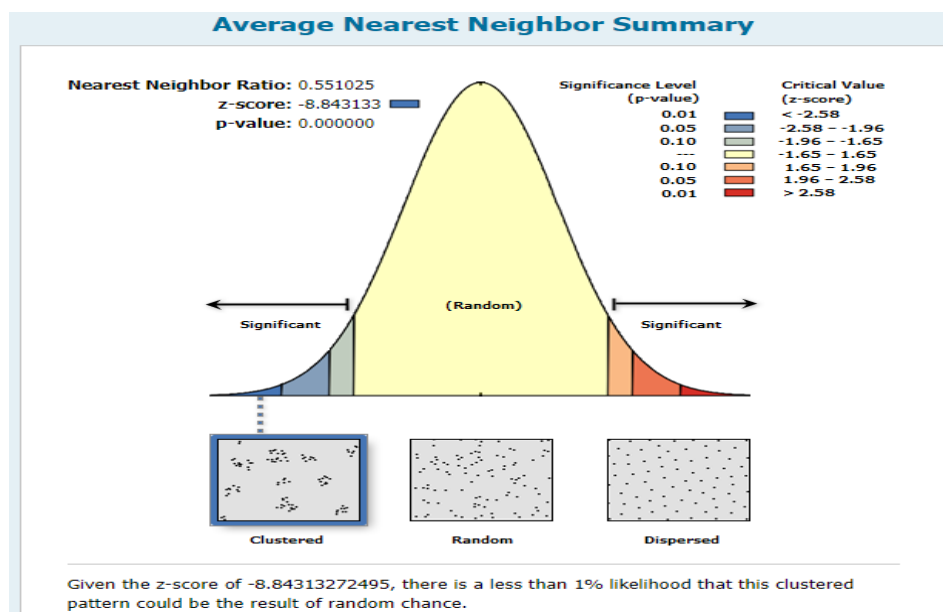 Average Nearest Neighbor Summary
Nearest Neighbor Ratio: 0.551025
z-score: -8.843133
p-value: 0.000000
Significance Level (p-value)
Critical Value (z-score)
0.01 < -2.58
0.05 -2.58 – -1.96
0.10 -1.96 – -1.65
--- -1.65 – 1.65
0.10 1.65 – 1.96
0.05 1.96 – 2.58
0.01 > 2.58
Significant
(Random)
Significant
Clustered
Random
Dispersed
Given the z-score of -8.84313272495, there is a less than 1% likelihood that this clustered
pattern could be the result of random chance.